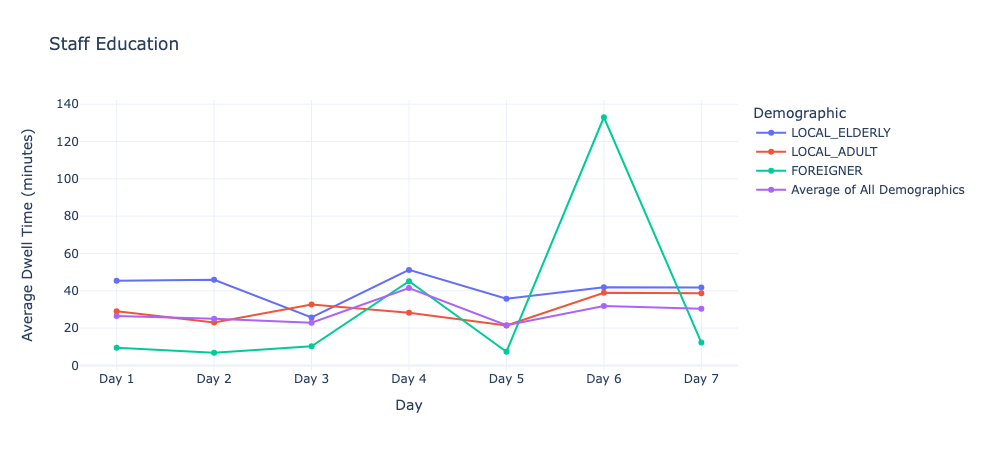 Staff Education
Average Dwell Time (minutes)
140
120
100
80
60
40
20
0
Day 1
Day 2
Day 3
Day 4
Day 5
Day 6
Day 7
Day
Demographic
LOCAL_ELDERLY
LOCAL_ADULT
FOREIGNER
Average of All Demographics